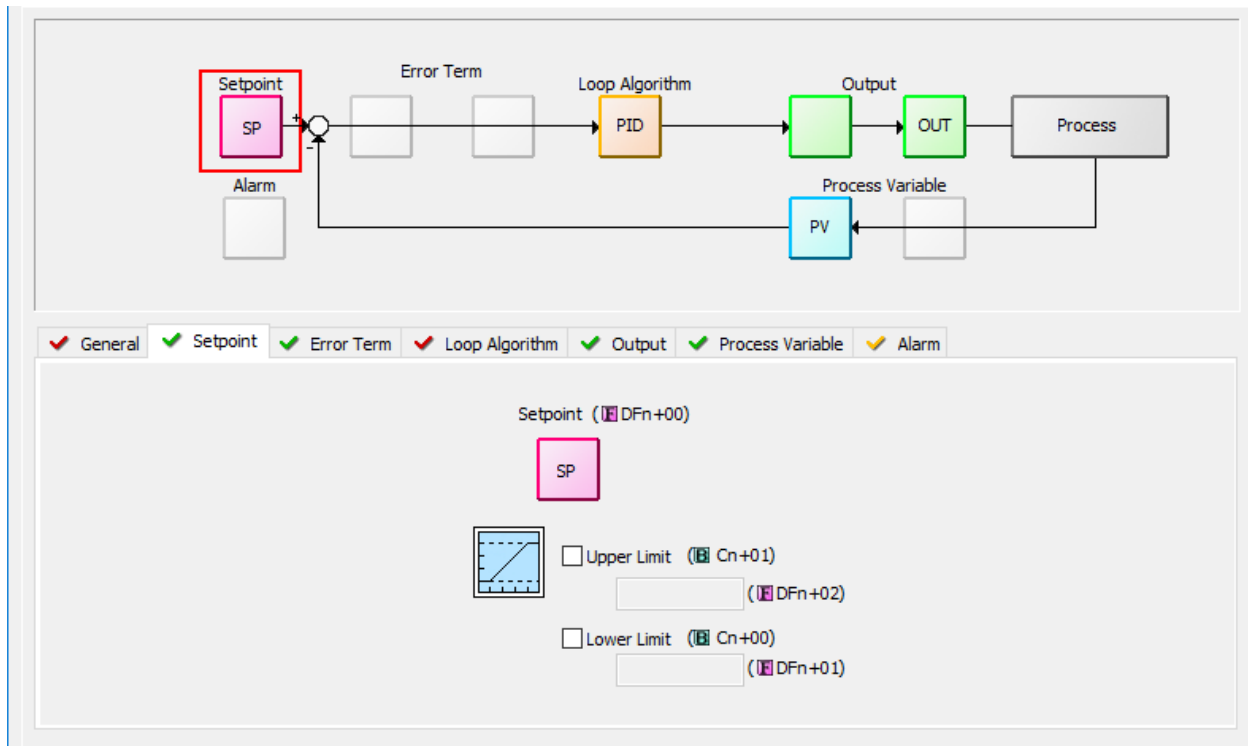 Error Term
Setpoint Loop Algorithm Output
SP + - PID OUT Process
Alarm Process Variable
PV
General Setpoint Error Term Loop Algorithm Output Process Variable Alarm
Setpoint (F DFn+00)
SP
Upper Limit (B Cn+01)
(F DFn+02)
Lower Limit (B Cn+00)
(F DFn+01)